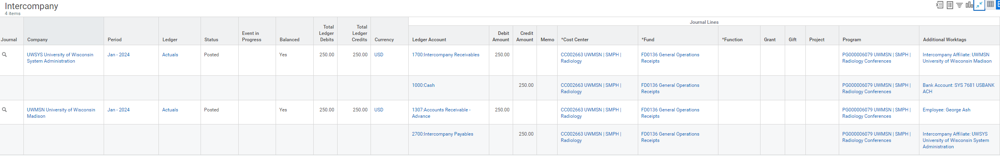 Intercompany
4 items
Journal Lines
Journal Company Period Ledger Status Event in Progress Balanced Total Ledger Debits Total Ledger Credits Currency Ledger Account Debit Amount Credit Amount Memo *Cost Center *Fund *Function Grant Gift Project Program Additional Worktags
UWSYS University of Wisconsin Jan - 2024 Actuals Posted Yes 250.00 250.00 USD 1700:Intercompany Receivables 250.00 CC002663 UWMSN | SMPH | FD0136 General Operations PG000006079 UWMSN | SMPH | Intercompany Affiliate: UWMSN
System Administration Radiology Receipts Radiology Conferences University of Wisconsin Madison
1000:Cash 250.00 CC002663 UWMSN | SMPH | FD0136 General Operations PG000006079 UWMSN | SMPH | Bank Account: SYS 7681 USBANK
Radiology Receipts Radiology Conferences ACH
UWMSN University of Wisconsin Jan - 2024 Actuals Posted Yes 250.00 250.00 USD 1307:Accounts Receivable - 250.00 CC002663 UWMSN | SMPH | FD0136 General Operations PG000006079 UWMSN | SMPH | Employee: George Ash
Madison Advance Radiology Receipts Radiology Conferences
2700:Intercompany Payables 250.00 CC002663 UWMSN | SMPH | FD0136 General Operations PG000006079 UWMSN | SMPH | Intercompany Affiliate: UWSYS
Radiology Receipts Radiology Conferences University of Wisconsin System
Administration